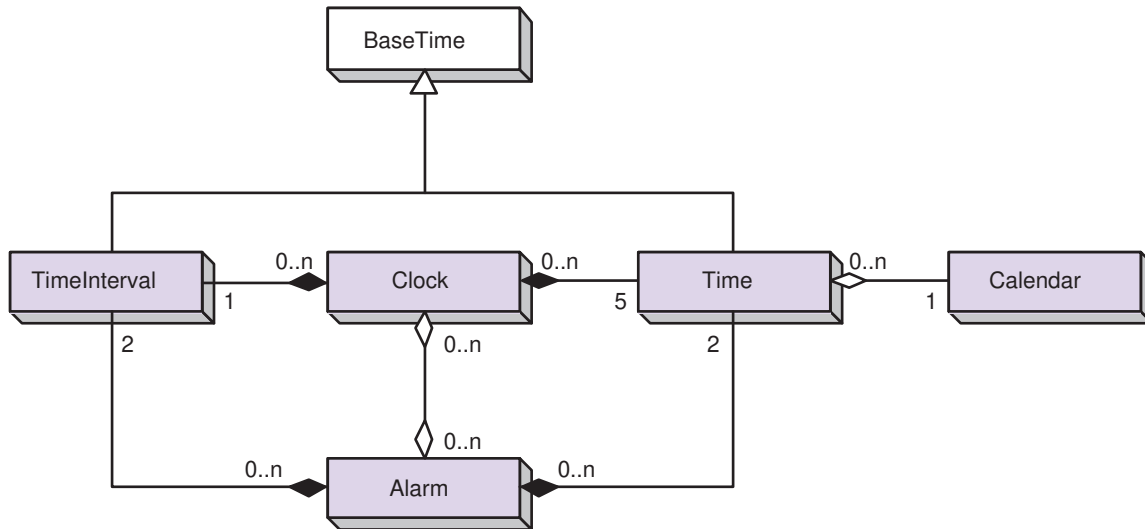 BaseTime
0..n
0..n
0..n
TimeInterval
Clock
Time
Calendar
1
5
1
2
0..n
2
0..n
0..n
0..n
Alarm